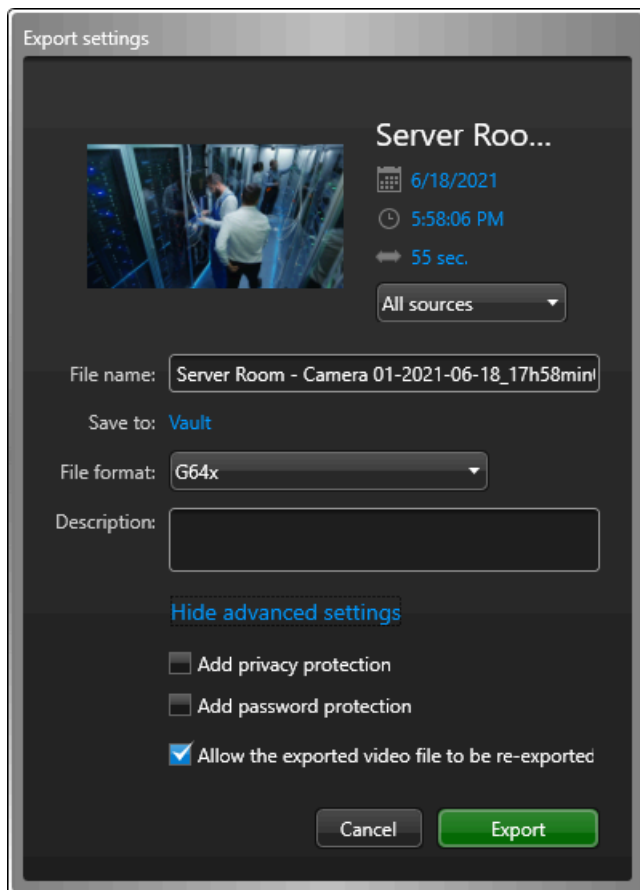 Export settings
Server Roo...
6/18/2021
5:58:06 PM
55 sec.
All sources
File name: Server Room - Camera 01-2021-06-18_17h58min
Save to: Vault
File format: G64x
Description:
Hide advanced settings
Add privacy protection
Add password protection
Allow the exported video file to be re-exported
Cancel Export